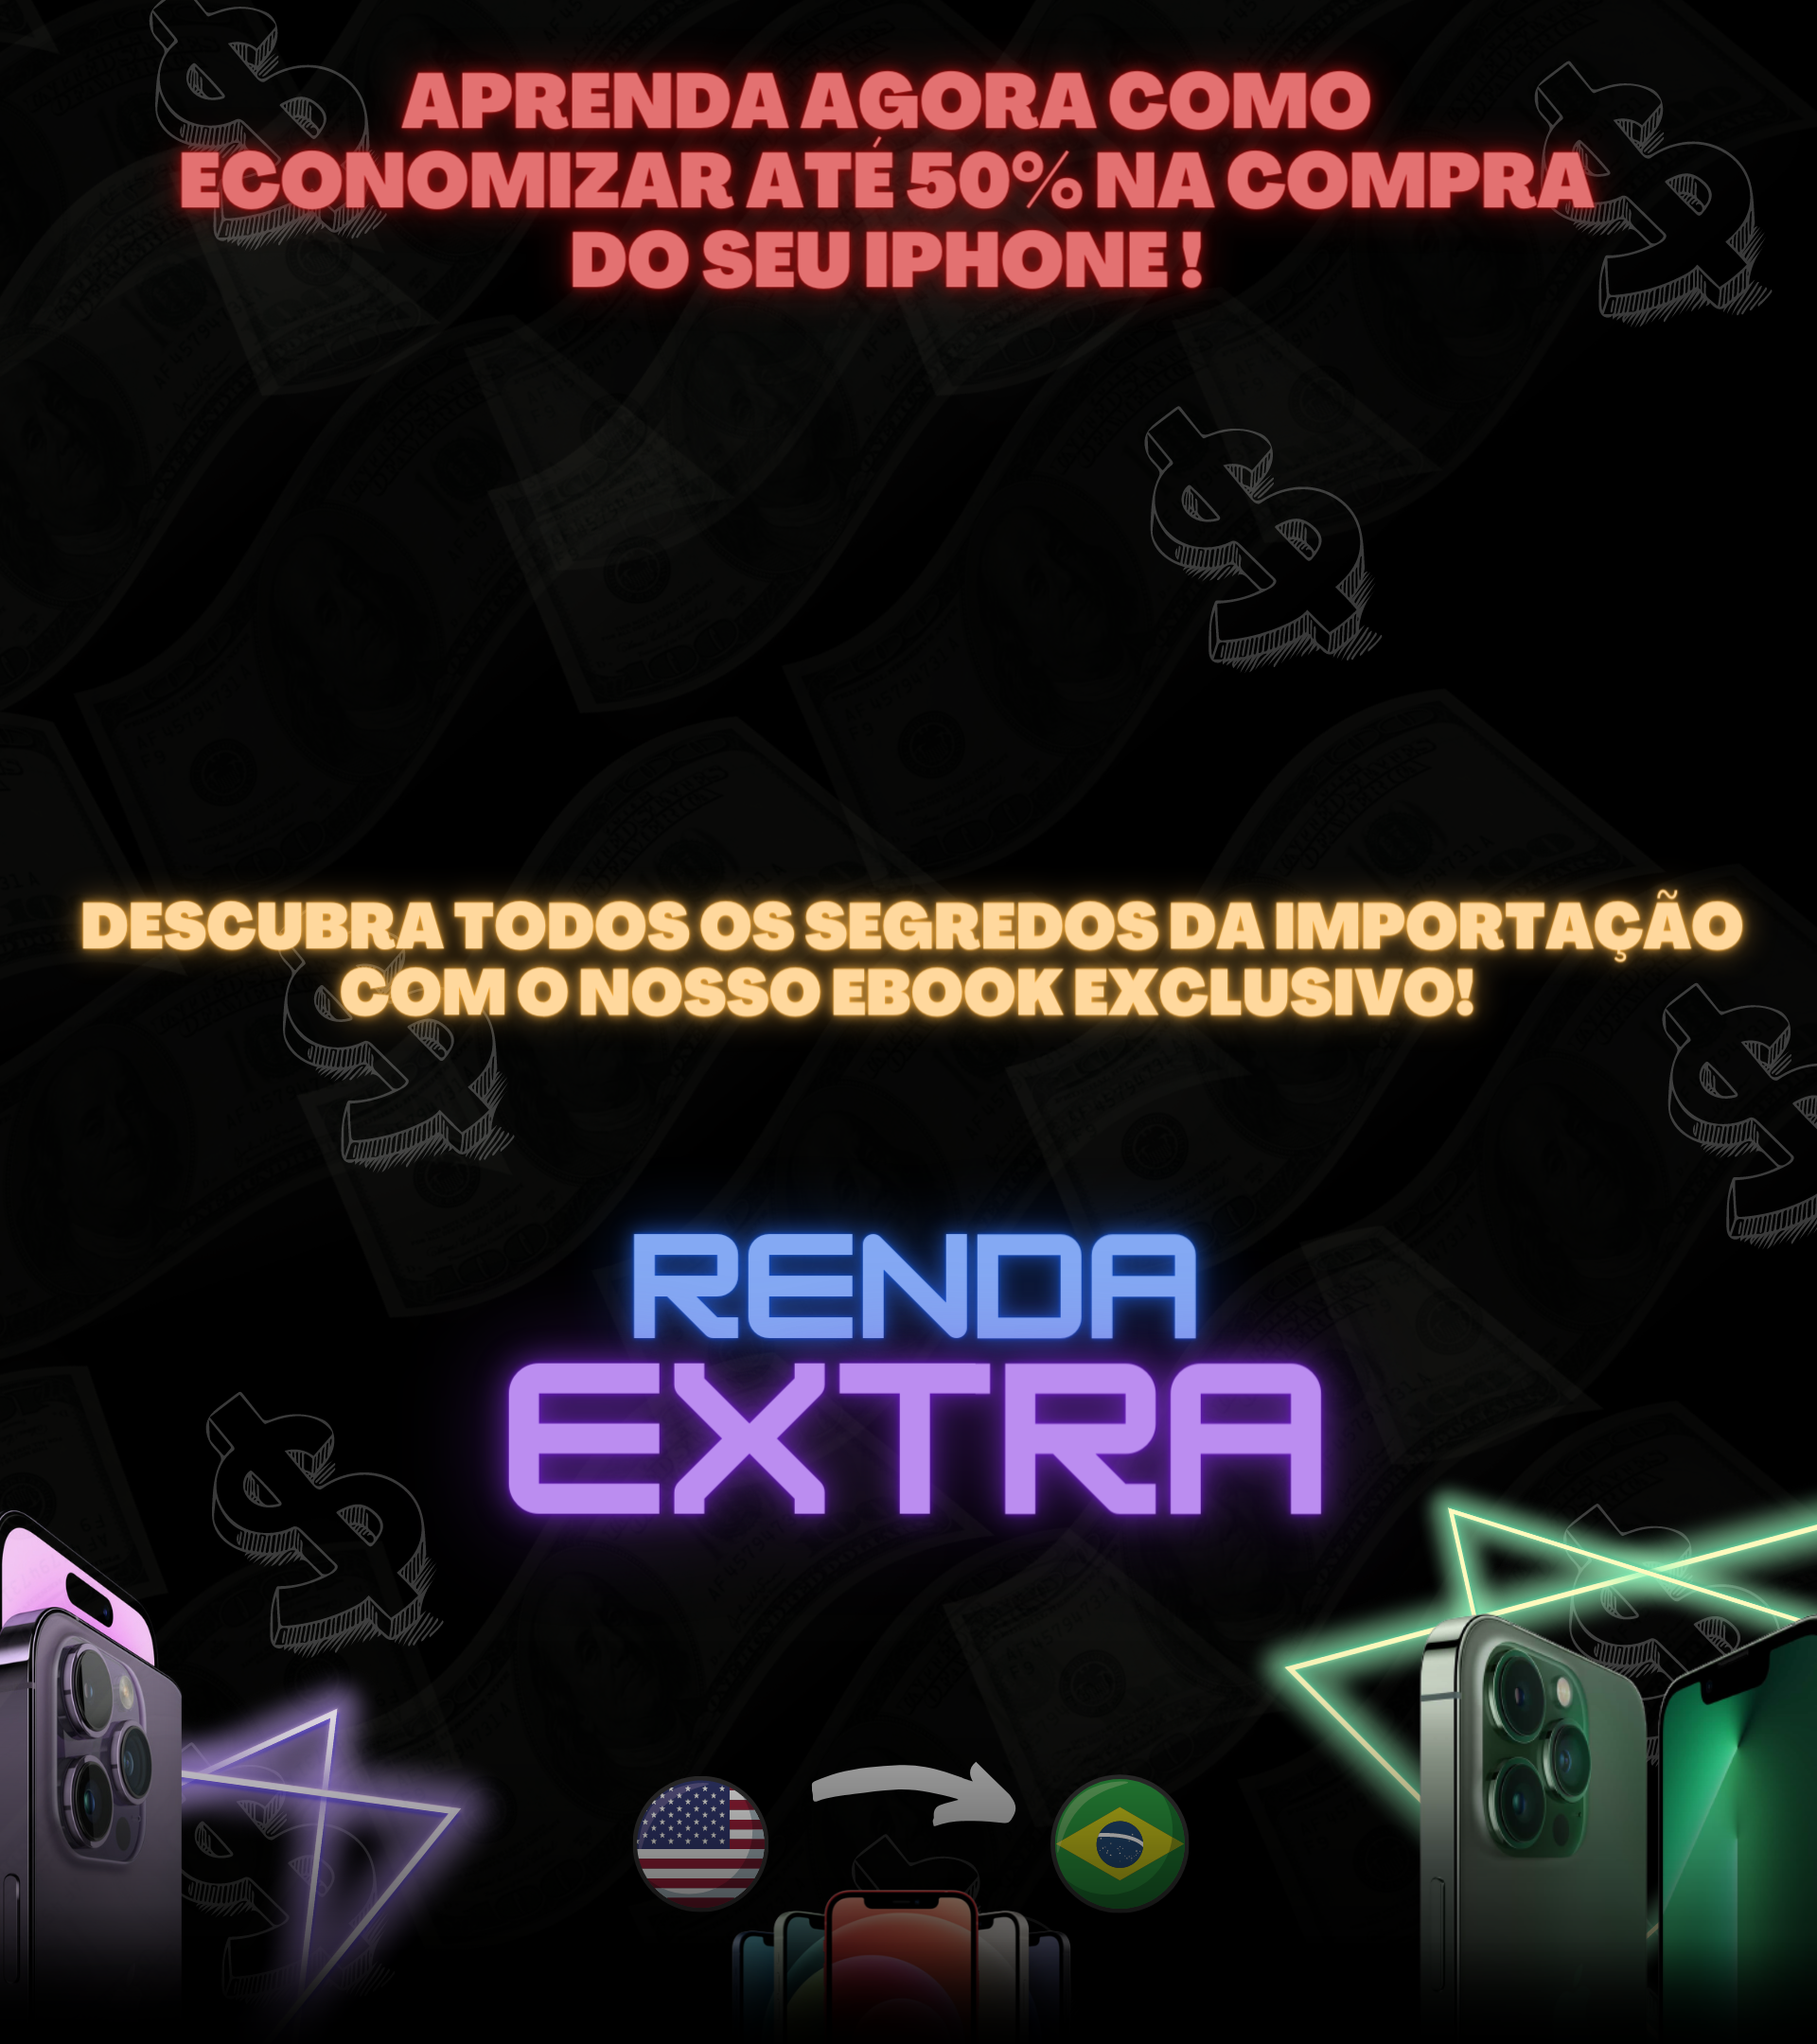 APRENDA AGORA COMO
ECONOMIZAR ATÉ 50% NA COMPRA
DO SEU IPHONE !
DESCUBRA TODOS OS SEGREDOS DA IMPORTAÇÃO
COM O NOSSO EBOOK EXCLUSIVO!
RENDA
EXTRA